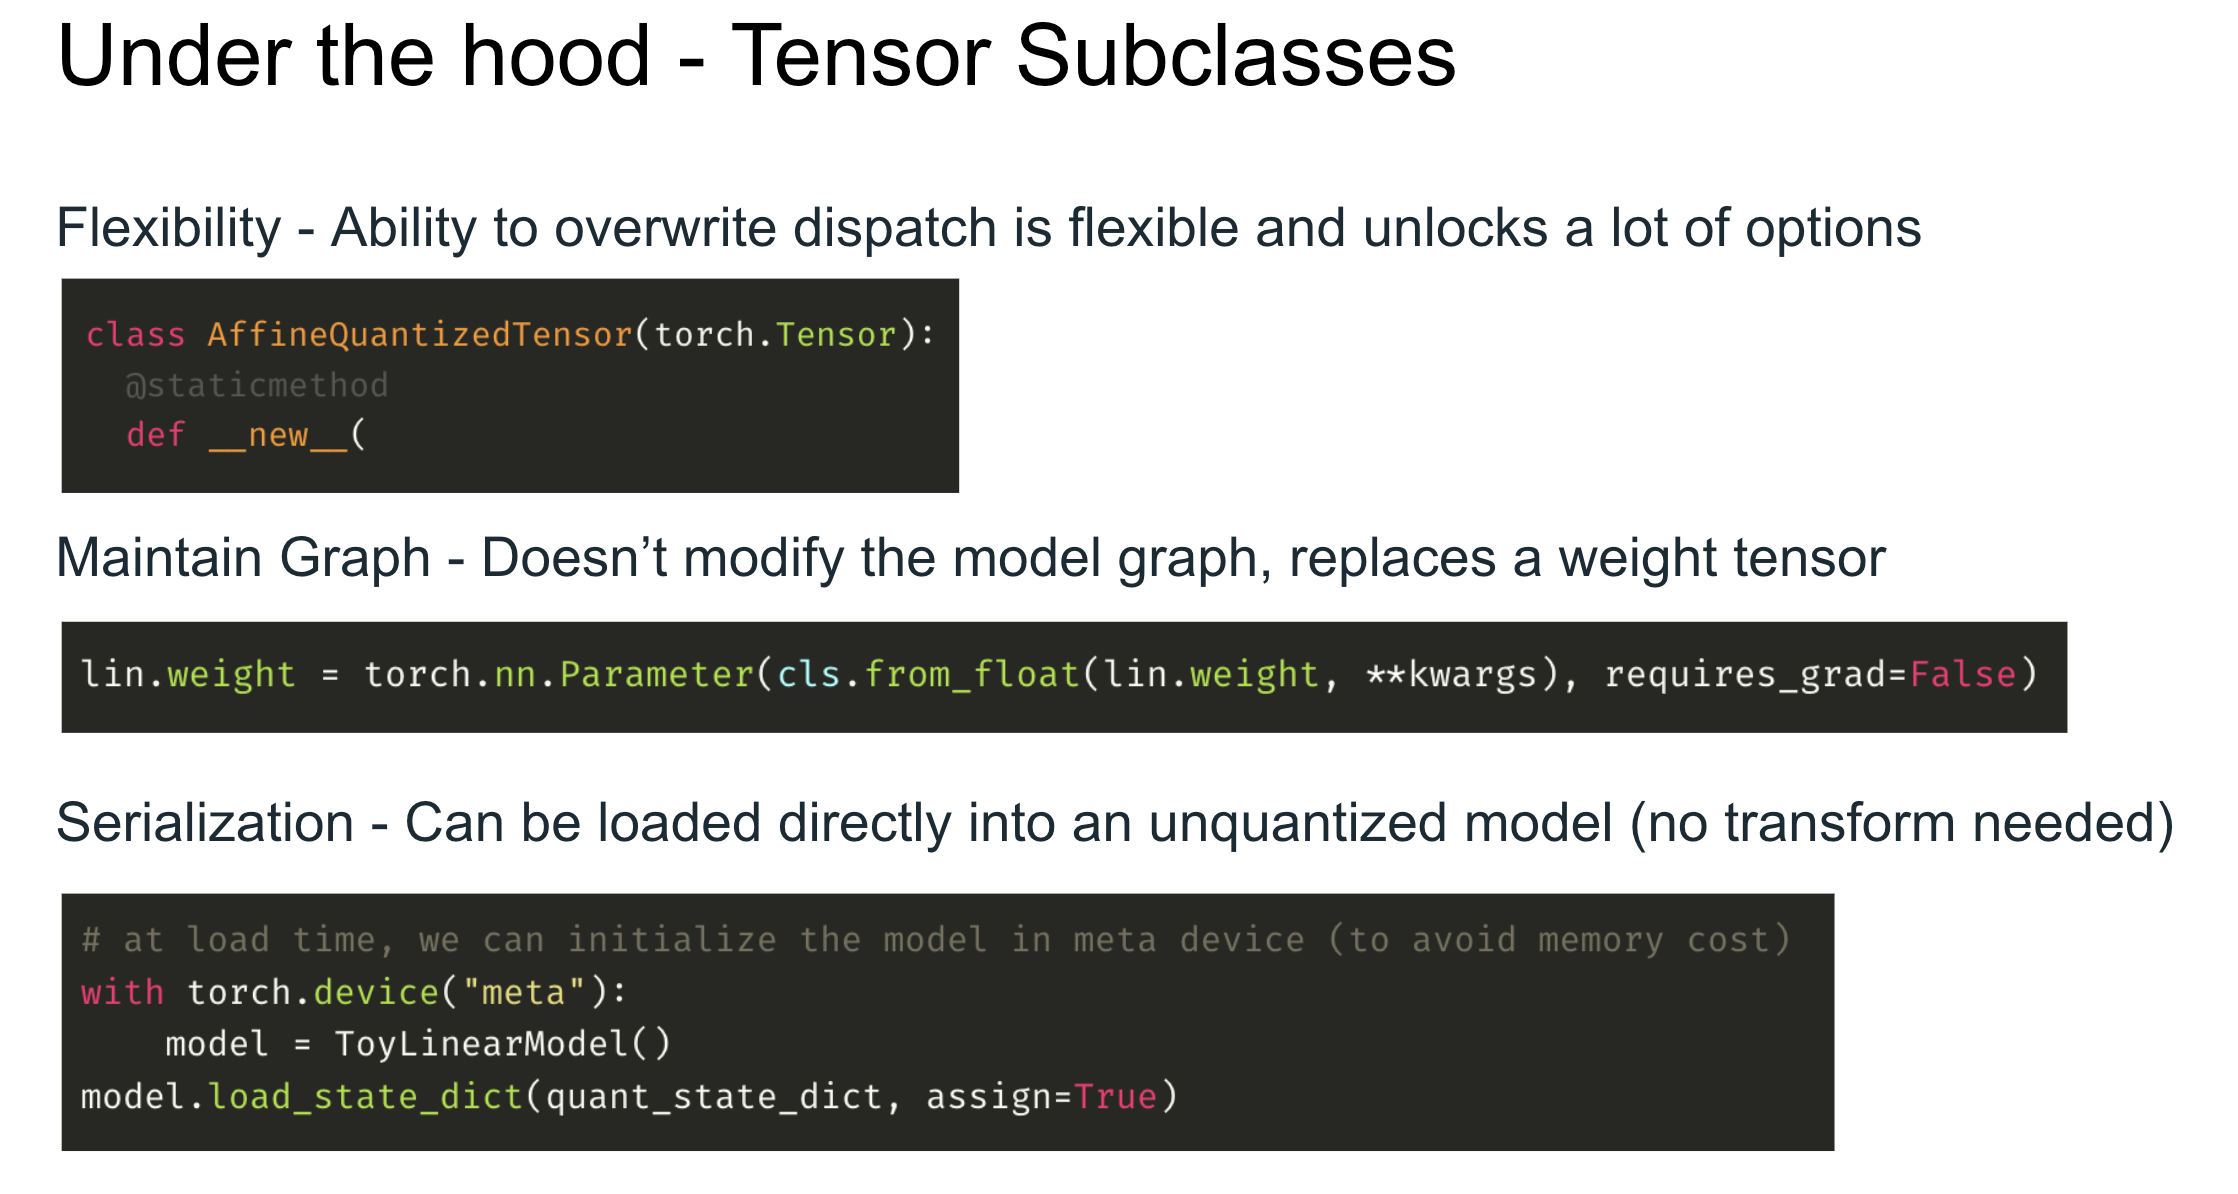 Under the hood - Tensor Subclasses
Flexibility - Ability to overwrite dispatch is flexible and unlocks a lot of options
class AffineQuantizedTensor(torch.Tensor):
  @staticmethod
  def __new__(
Maintain Graph - Doesn’t modify the model graph, replaces a weight tensor
lin.weight = torch.nn.Parameter(cls.from_float(lin.weight, **kwargs), requires_grad=False)
Serialization - Can be loaded directly into an unquantized model (no transform needed)
# at load time, we can initialize the model in meta device (to avoid memory cost)
with torch.device("meta"):
    model = ToyLinearModel()
model.load_state_dict(quant_state_dict, assign=True)